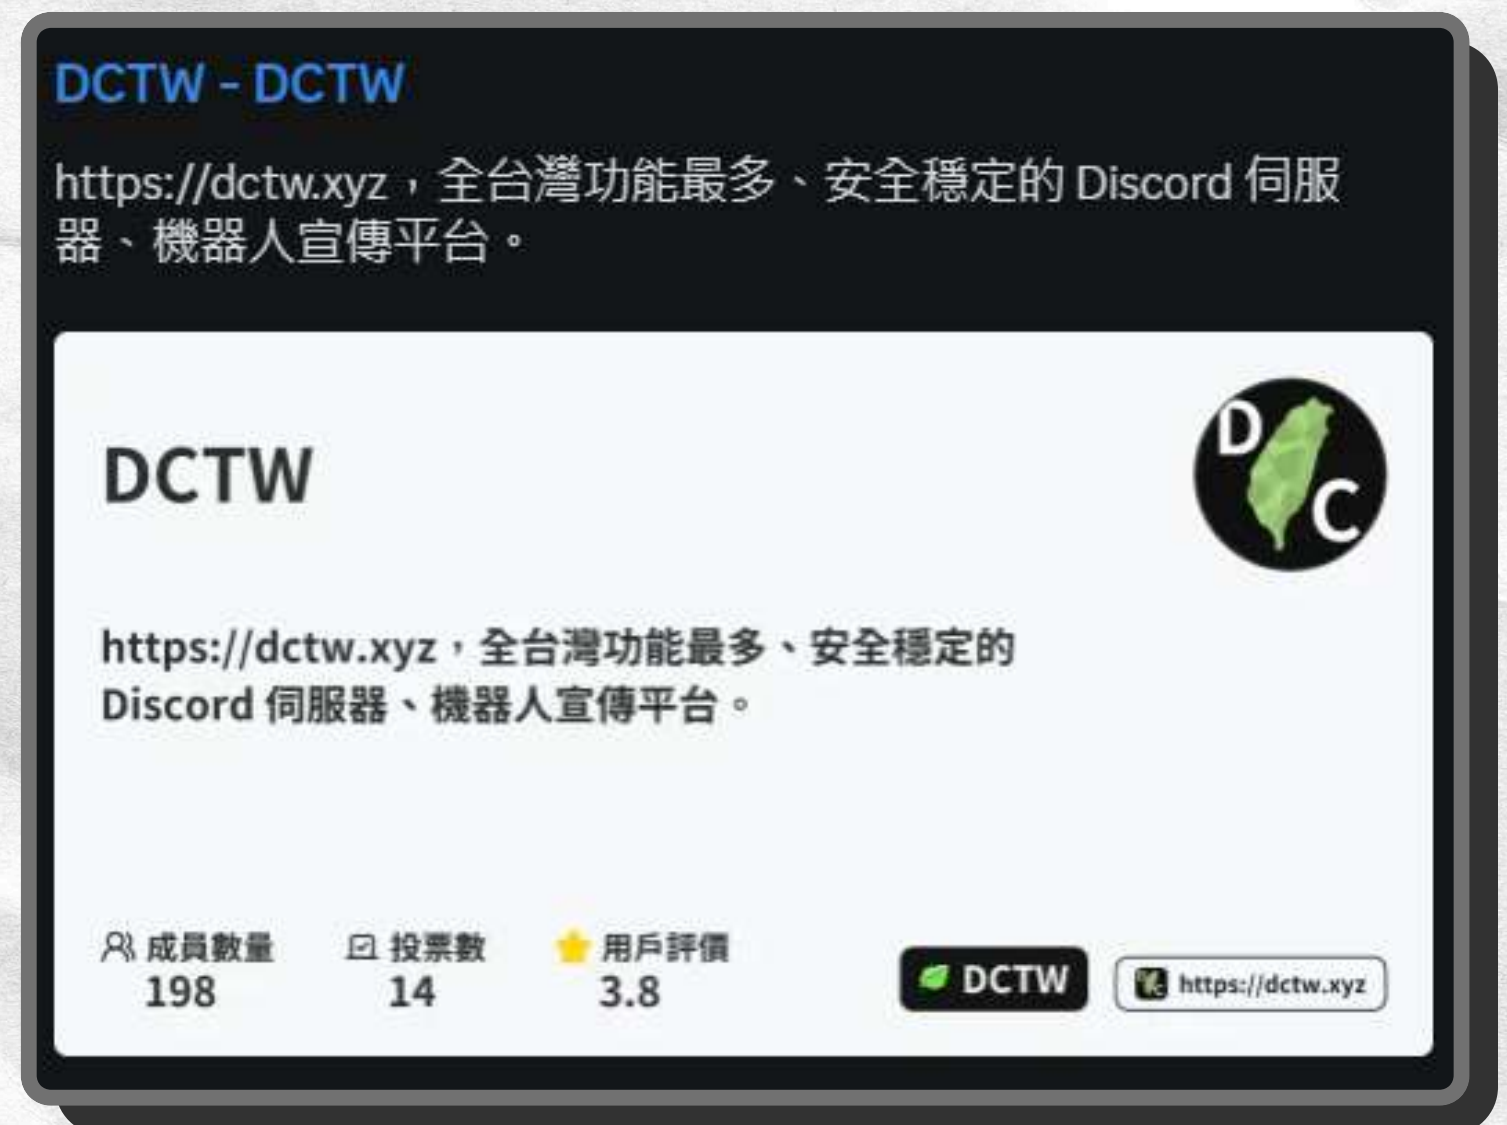 DCTW - DCTW
https://dctw.xyz，全台灣功能最多、安全穩定的 Discord 伺服
器、機器人宣傳平台。
DCTW
D
C
https://dctw.xyz，全台灣功能最多、安全穩定的
Discord 伺服器、機器人宣傳平台。
成員數量 投票數 用戶評價
198 14 3.8
DCTW https://dctw.xyz